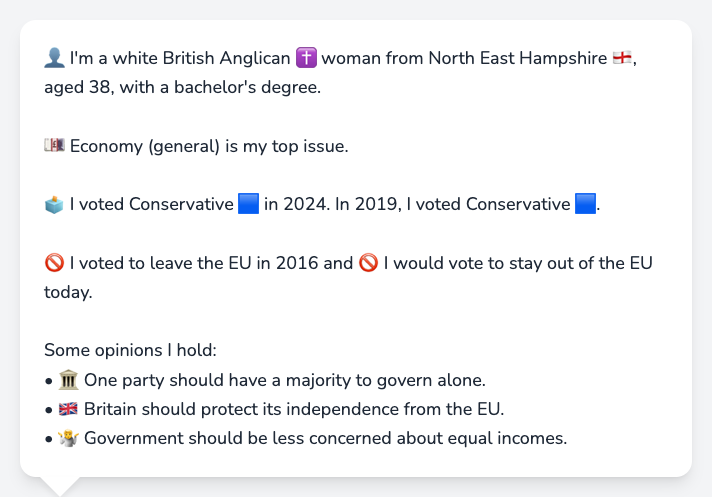 👤 I'm a white British Anglican ✝️ woman from North East Hampshire 🏴󠁧󠁢󠁥󠁮󠁧󠁿,
aged 38, with a bachelor's degree.
💷 Economy (general) is my top issue.
🗳️ I voted Conservative 🟦 in 2024. In 2019, I voted Conservative 🟦.
🚫 I voted to leave the EU in 2016 and 🚫 I would vote to stay out of the EU
today.
Some opinions I hold:
• 🏛️ One party should have a majority to govern alone.
• 🇬🇧 Britain should protect its independence from the EU.
• 🤷 Government should be less concerned about equal incomes.